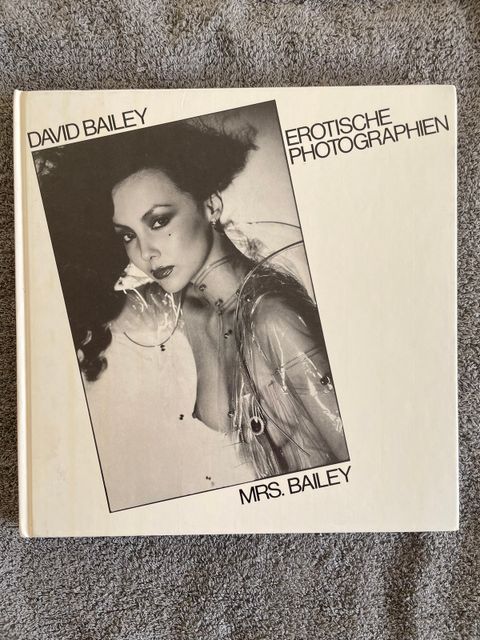 DAVID BAILEY
EROTISCHE
PHOTOGRAPHIEN
MRS. BAILEY